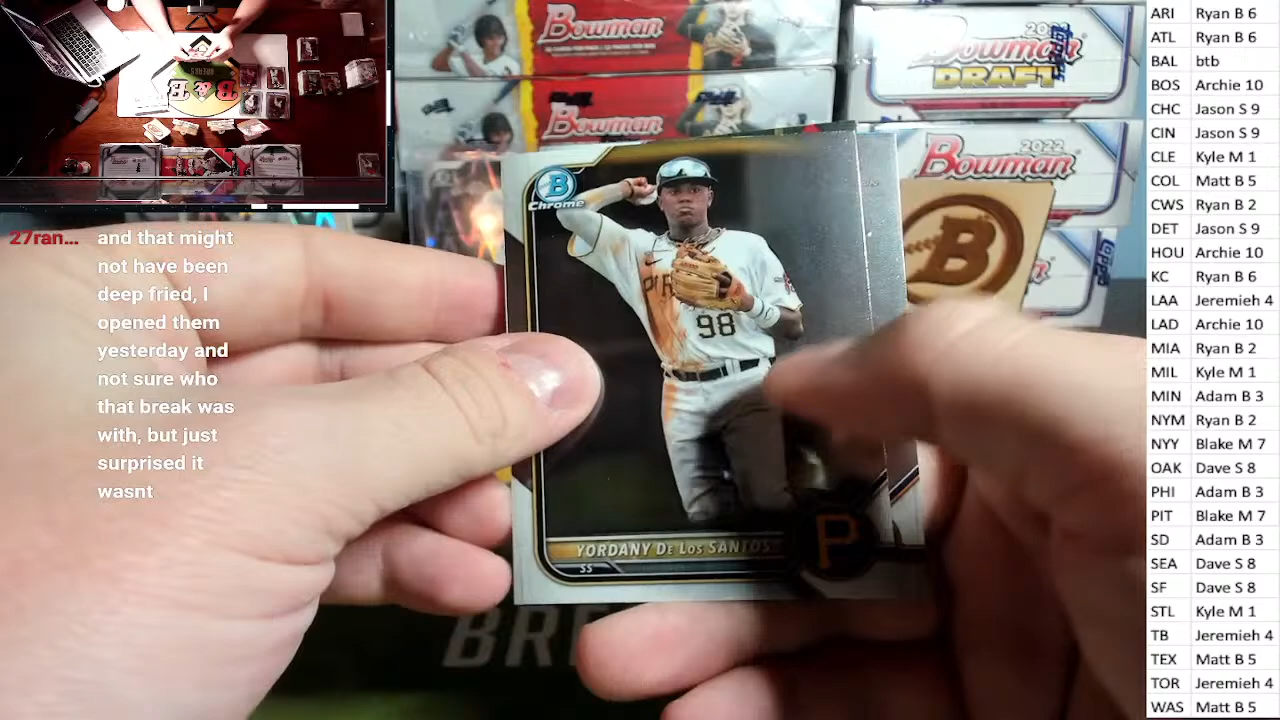 27ran... and that might
not have been
deep fried, I
opened them
yesterday and
not sure who
that break was
with, but just
surprised it
wasnt
B&E
Bowman
Bowman
2022
Bowman
DRAFT
2022
Bowman
Topps
B
B
Chrome
PIR
98
YORDANY DE LOS SANTOS
SS
P
BRE
ARI Ryan B 6
ATL Ryan B 6
BAL btb
BOS Archie 10
CHC Jason S 9
CIN Jason S 9
CLE Kyle M 1
COL Matt B 5
CWS Ryan B 2
DET Jason S 9
HOU Archie 10
KC Ryan B 6
LAA Jeremieh 4
LAD Archie 10
MIA Ryan B 2
MIL Kyle M 1
MIN Adam B 3
NYM Ryan B 2
NYY Blake M 7
OAK Dave S 8
PHI Adam B 3
PIT Blake M 7
SD Adam B 3
SEA Dave S 8
SF Dave S 8
STL Kyle M 1
TB Jeremieh 4
TEX Matt B 5
TOR Jeremieh 4
WAS Matt B 5